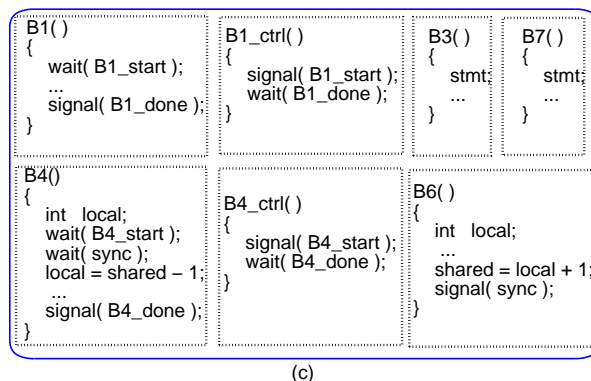 B1( )
{
wait( B1_start );
...
signal( B1_done );
}
B1_ctrl( )
{
signal( B1_start );
wait( B1_done );
}
B3( )
{
stmt;
...
}
B7( )
{
stmt;
...
}
B4()
{
int local;
wait( B4_start );
wait( sync );
local = shared − 1;
...
signal( B4_done );
}
B4_ctrl( )
{
signal( B4_start );
wait( B4_done );
}
B6( )
{
int local;
...
shared = local + 1;
signal( sync );
}
(c)